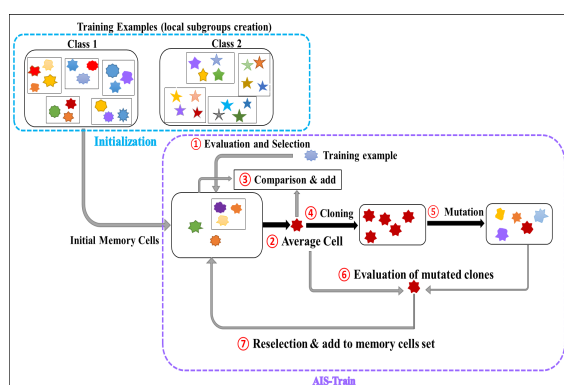 Training Examples (local subgroups creation)
Class 1
Class 2
Initialization
① Evaluation and Selection
Training example
③ Comparison & add
④ Cloning
⑤ Mutation
Initial Memory Cells
② Average Cell
⑥ Evaluation of mutated clones
⑦ Reselection & add to memory cells set
AIS-Train